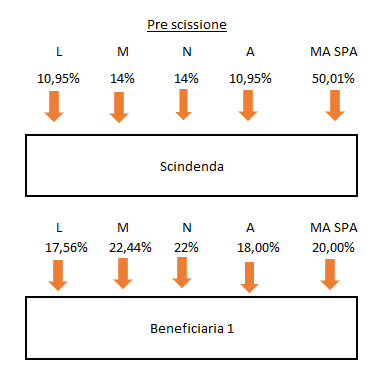 Pre scissione
L M N A MA SPA
10,95% 14% 14% 10,95% 50,01%
Scindenda
L M N A MA SPA
17,56% 22,44% 22% 18,00% 20,00%
Beneficiaria 1